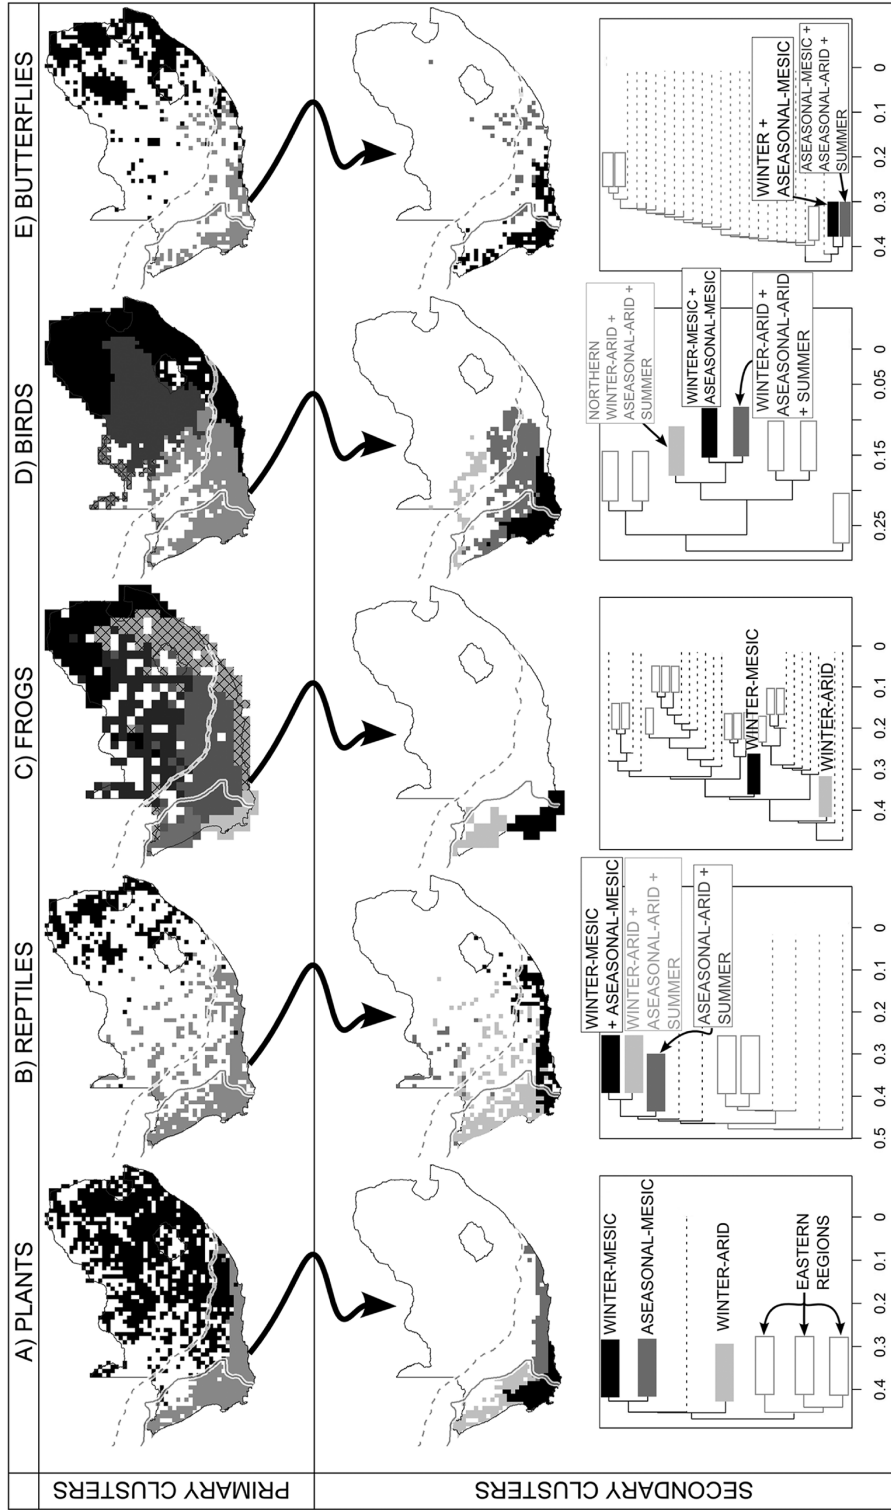 A) PLANTS
B) REPTILES
C) FROGS
D) BIRDS
E) BUTTERFLIES
PRIMARY CLUSTERS
SECONDARY CLUSTERS
WINTER-MESIC
ASEASONAL-MESIC
WINTER-ARID
EASTERN
REGIONS
0.4
0.3
0.2
0.1
0
WINTER-MESIC
+ ASEASONAL-MESIC
WINTER-ARID +
ASEASONAL-ARID +
SUMMER
ASEASONAL-ARID +
SUMMER
0.5
0.4
0.3
0.2
0.1
0
WINTER-MESIC
WINTER-ARID
0.4
0.3
0.2
0.1
0
NORTHERN
WINTER-ARID +
ASEASONAL-ARID +
SUMMER
WINTER-MESIC +
ASEASONAL-MESIC
WINTER-ARID +
ASEASONAL-ARID
+ SUMMER
0.25
0.15
0.05
0
WINTER +
ASEASONAL-MESIC
ASEASONAL-MESIC +
ASEASONAL-ARID +
SUMMER
0.4
0.3
0.2
0.1
0